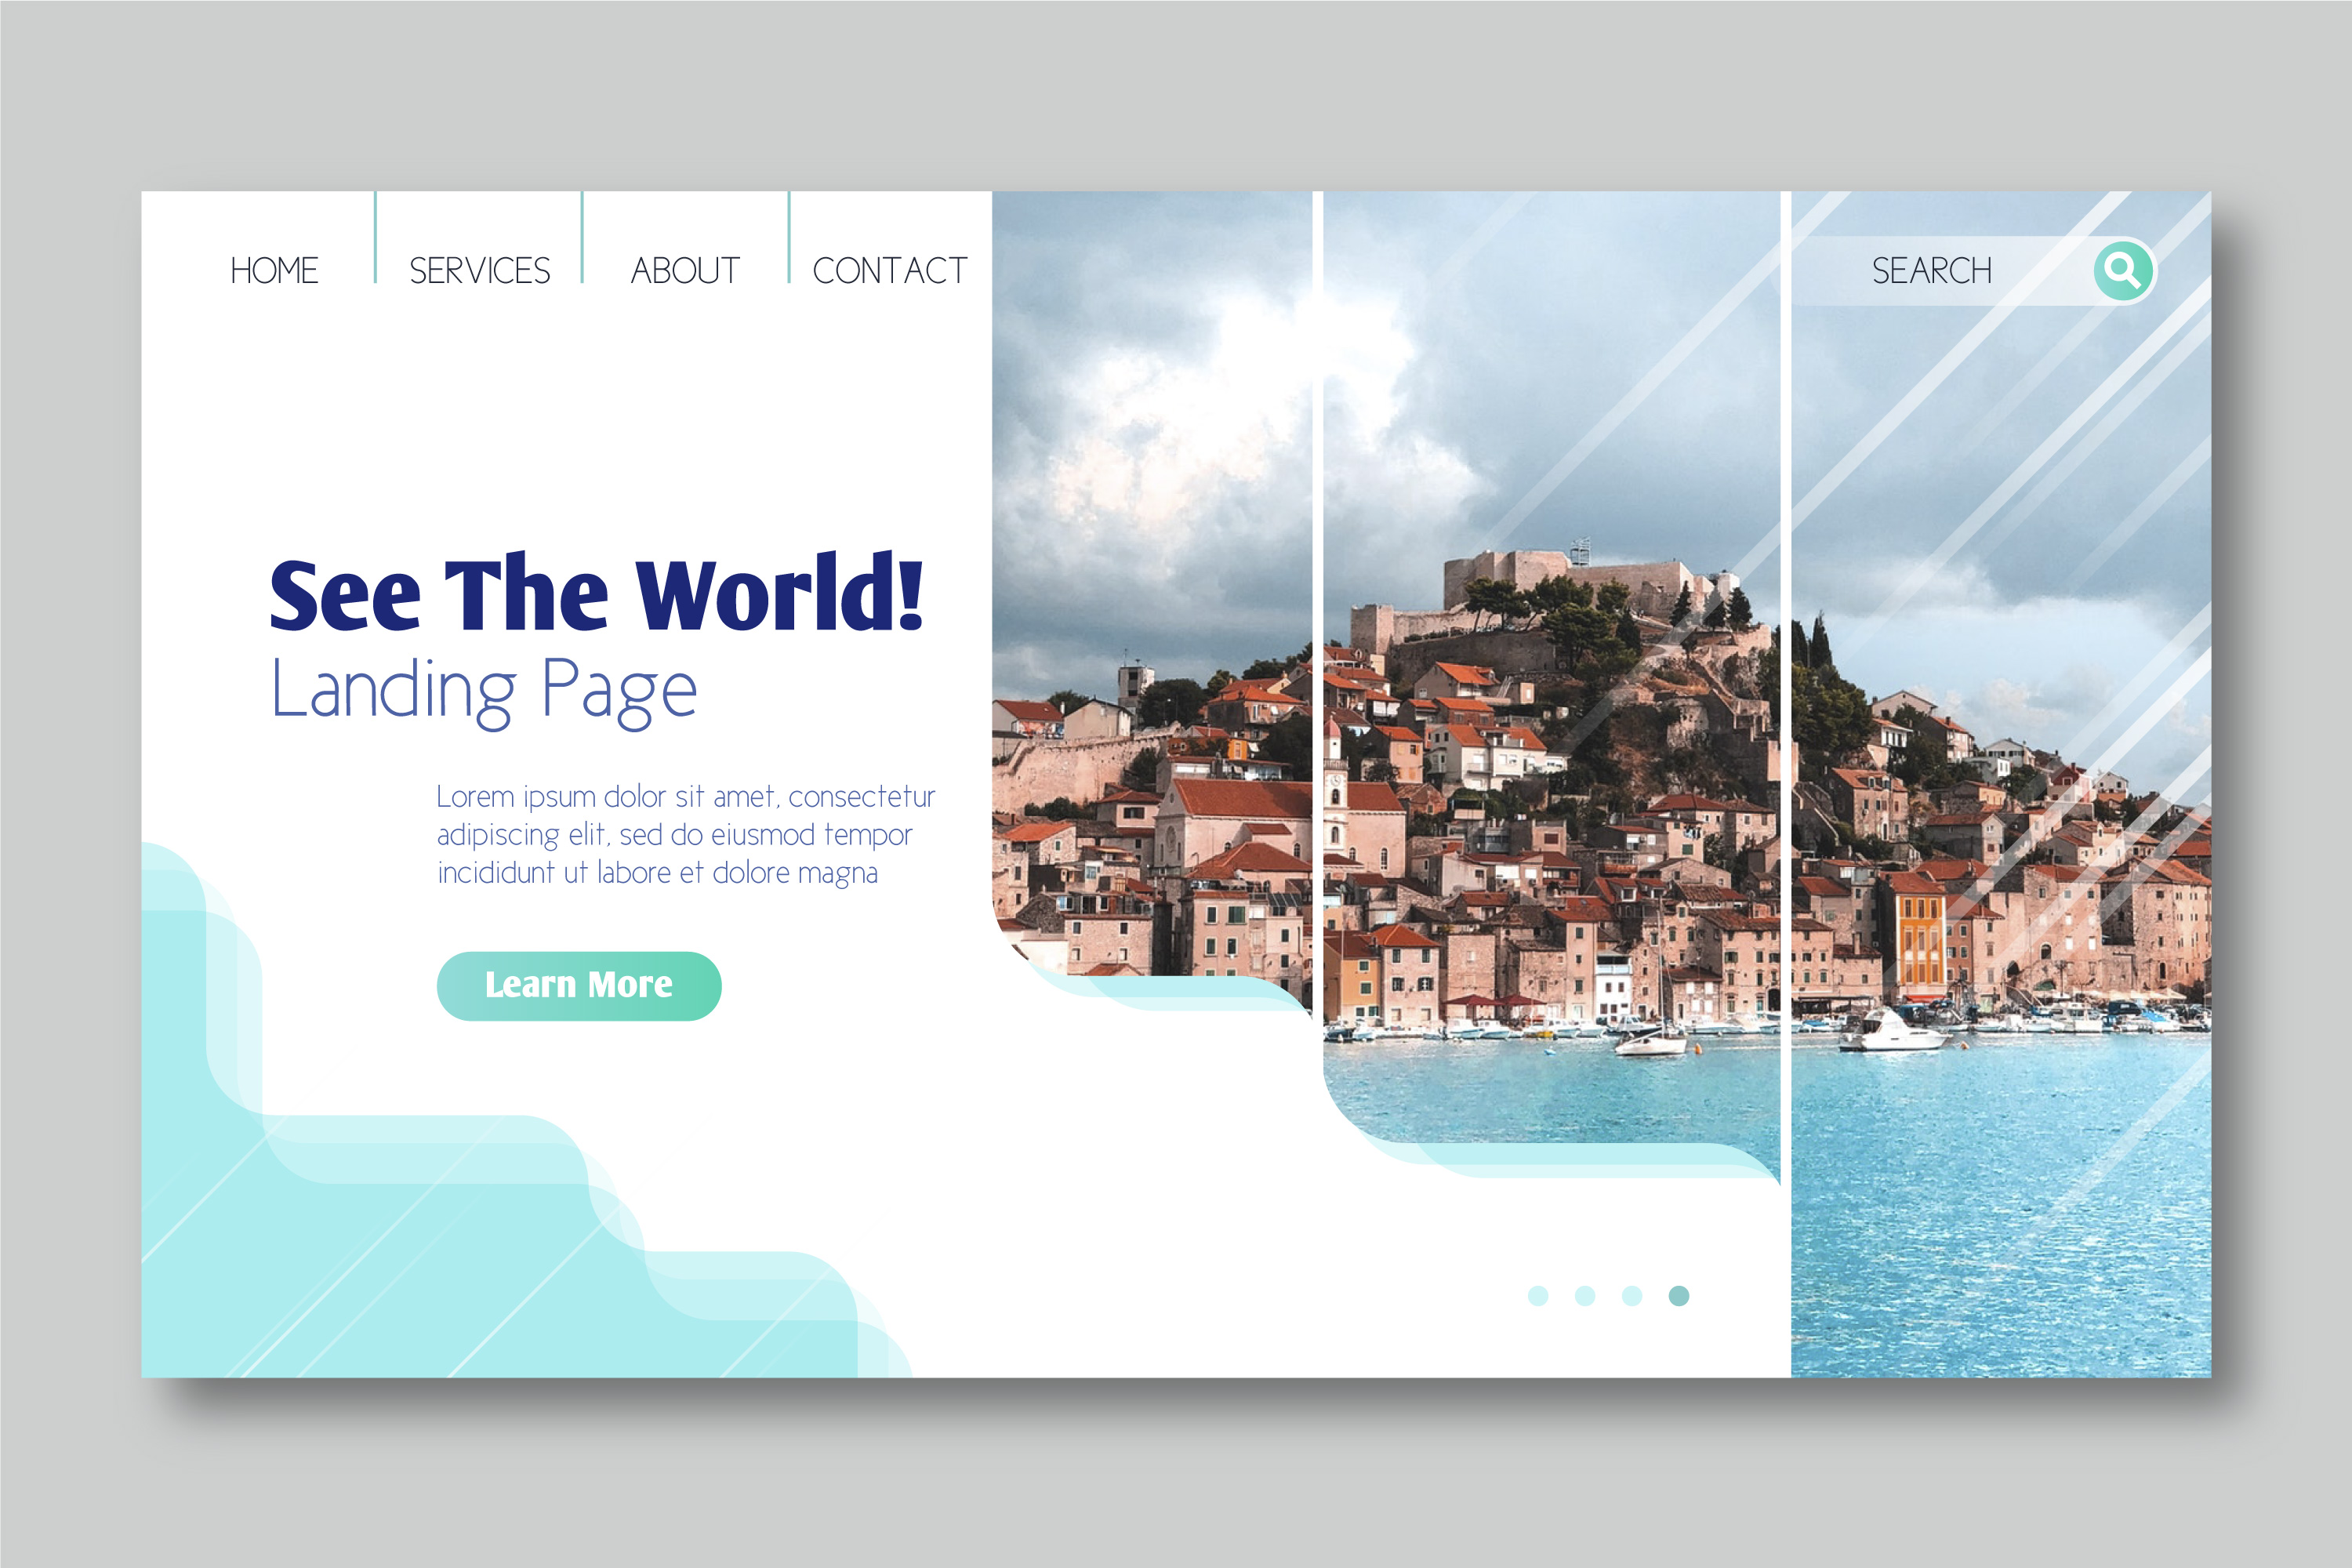 HOME
SERVICES
ABOUT
CONTACT
SEARCH
See The World!
Landing Page
Lorem ipsum dolor sit amet, consectetur
adipiscing elit, sed do eiusmod tempor
incididunt ut labore et dolore magna
Learn More